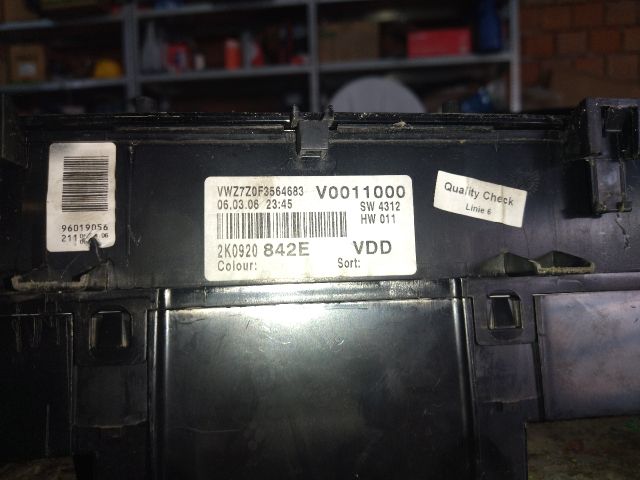 96019056
VWZ7Z0F3564683 V0011000
06.03.06 23:45 SW 4312
HW 011
2K0920 842E VDD
Colour: Sort:
Quality Check
Linie 6